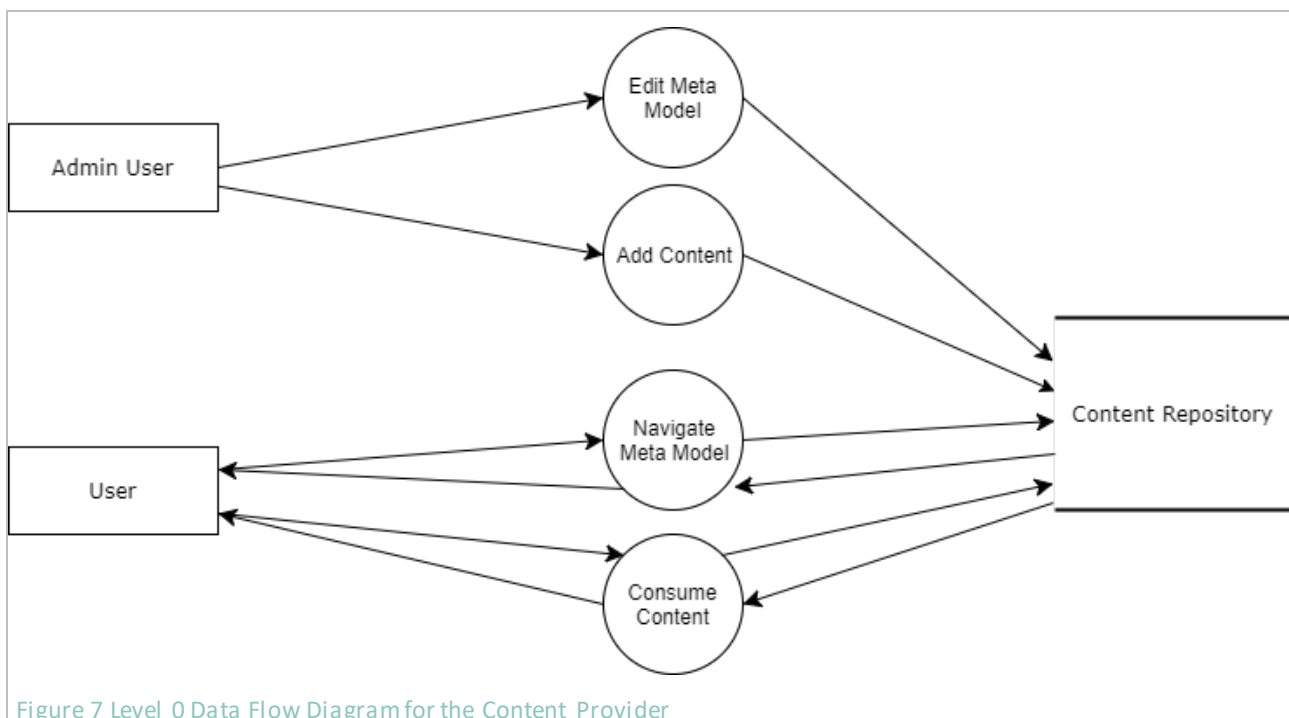 Edit Meta
Model
Admin User
Add Content
Content Repository
Navigate
Meta Model
User
Consume
Content
Figure 7 Level 0 Data Flow Diagram for the Content Provider